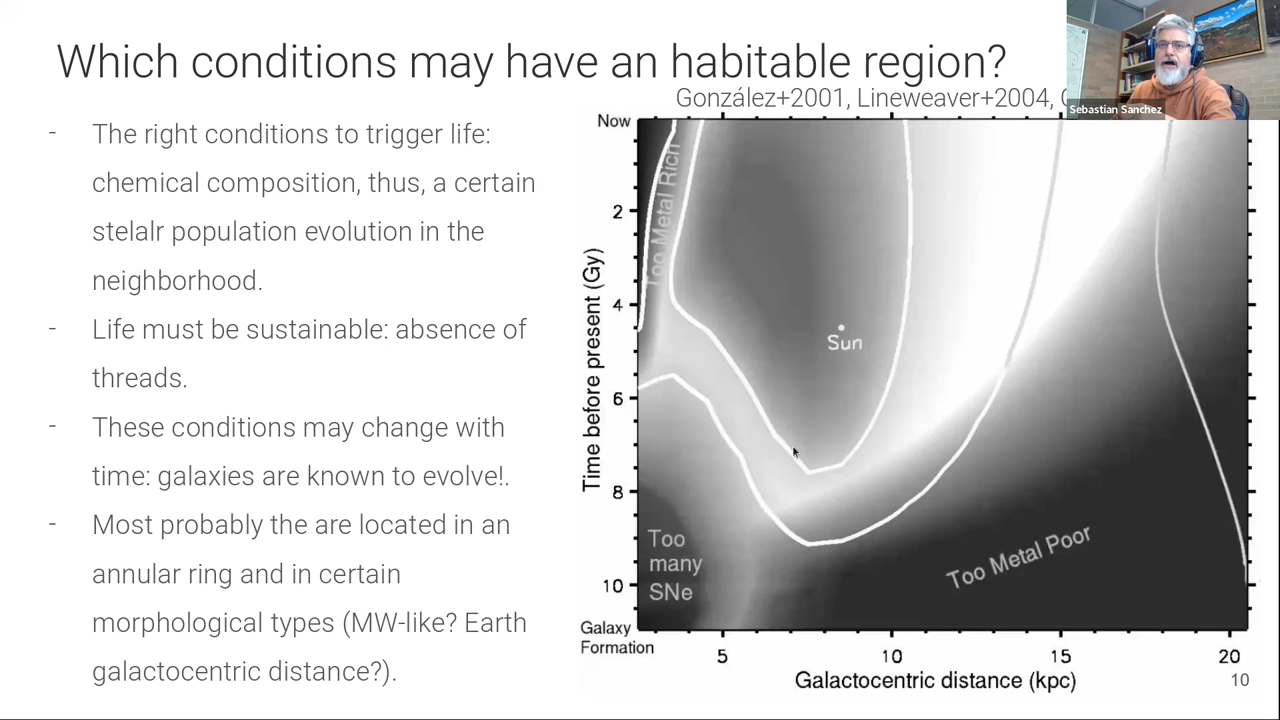 Which conditions may have an habitable region?
González+2001, Lineweaver+2004,
Sebastian Sanchez
- The right conditions to trigger life:
chemical composition, thus, a certain
stelalr population evolution in the
neighborhood.
- Life must be sustainable: absence of
threads.
- These conditions may change with
time: galaxies are known to evolve!.
- Most probably the are located in an
annular ring and in certain
morphological types (MW-like? Earth
galactocentric distance?).
Now
2
4
6
8
10
Galaxy
Formation
Time before present (Gy)
Too Metal Rich
Sun
Too
many
SNe
Too Metal Poor
5
10
15
20
Galactocentric distance (kpc)
10